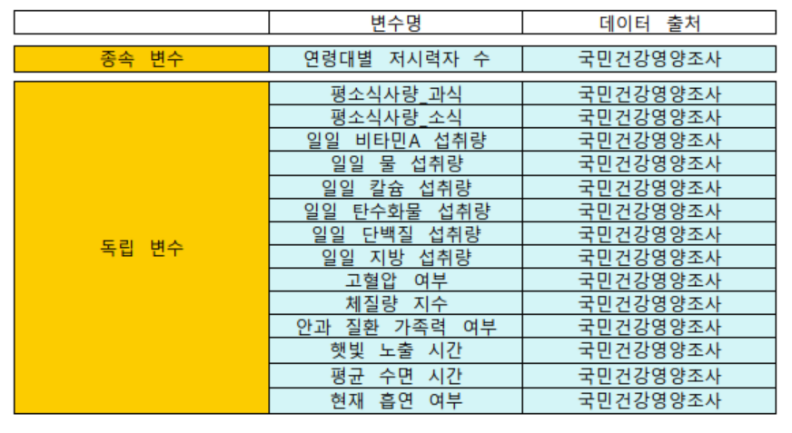 변수명 데이터 출처
종속 변수 연령대별 저시력자 수 국민건강영양조사
평소식사량_과식 국민건강영양조사
평소식사량_소식 국민건강영양조사
일일 비타민A 섭취량 국민건강영양조사
일일 물 섭취량 국민건강영양조사
일일 칼슘 섭취량 국민건강영양조사
일일 탄수화물 섭취량 국민건강영양조사
일일 단백질 섭취량 국민건강영양조사
독립 변수
일일 지방 섭취량 국민건강영양조사
고혈압 여부 국민건강영양조사
체질량 지수 국민건강영양조사
안과 질환 가족력 여부 국민건강영양조사
햇빛 노출 시간 국민건강영양조사
평균 수면 시간 국민건강영양조사
현재 흡연 여부 국민건강영양조사